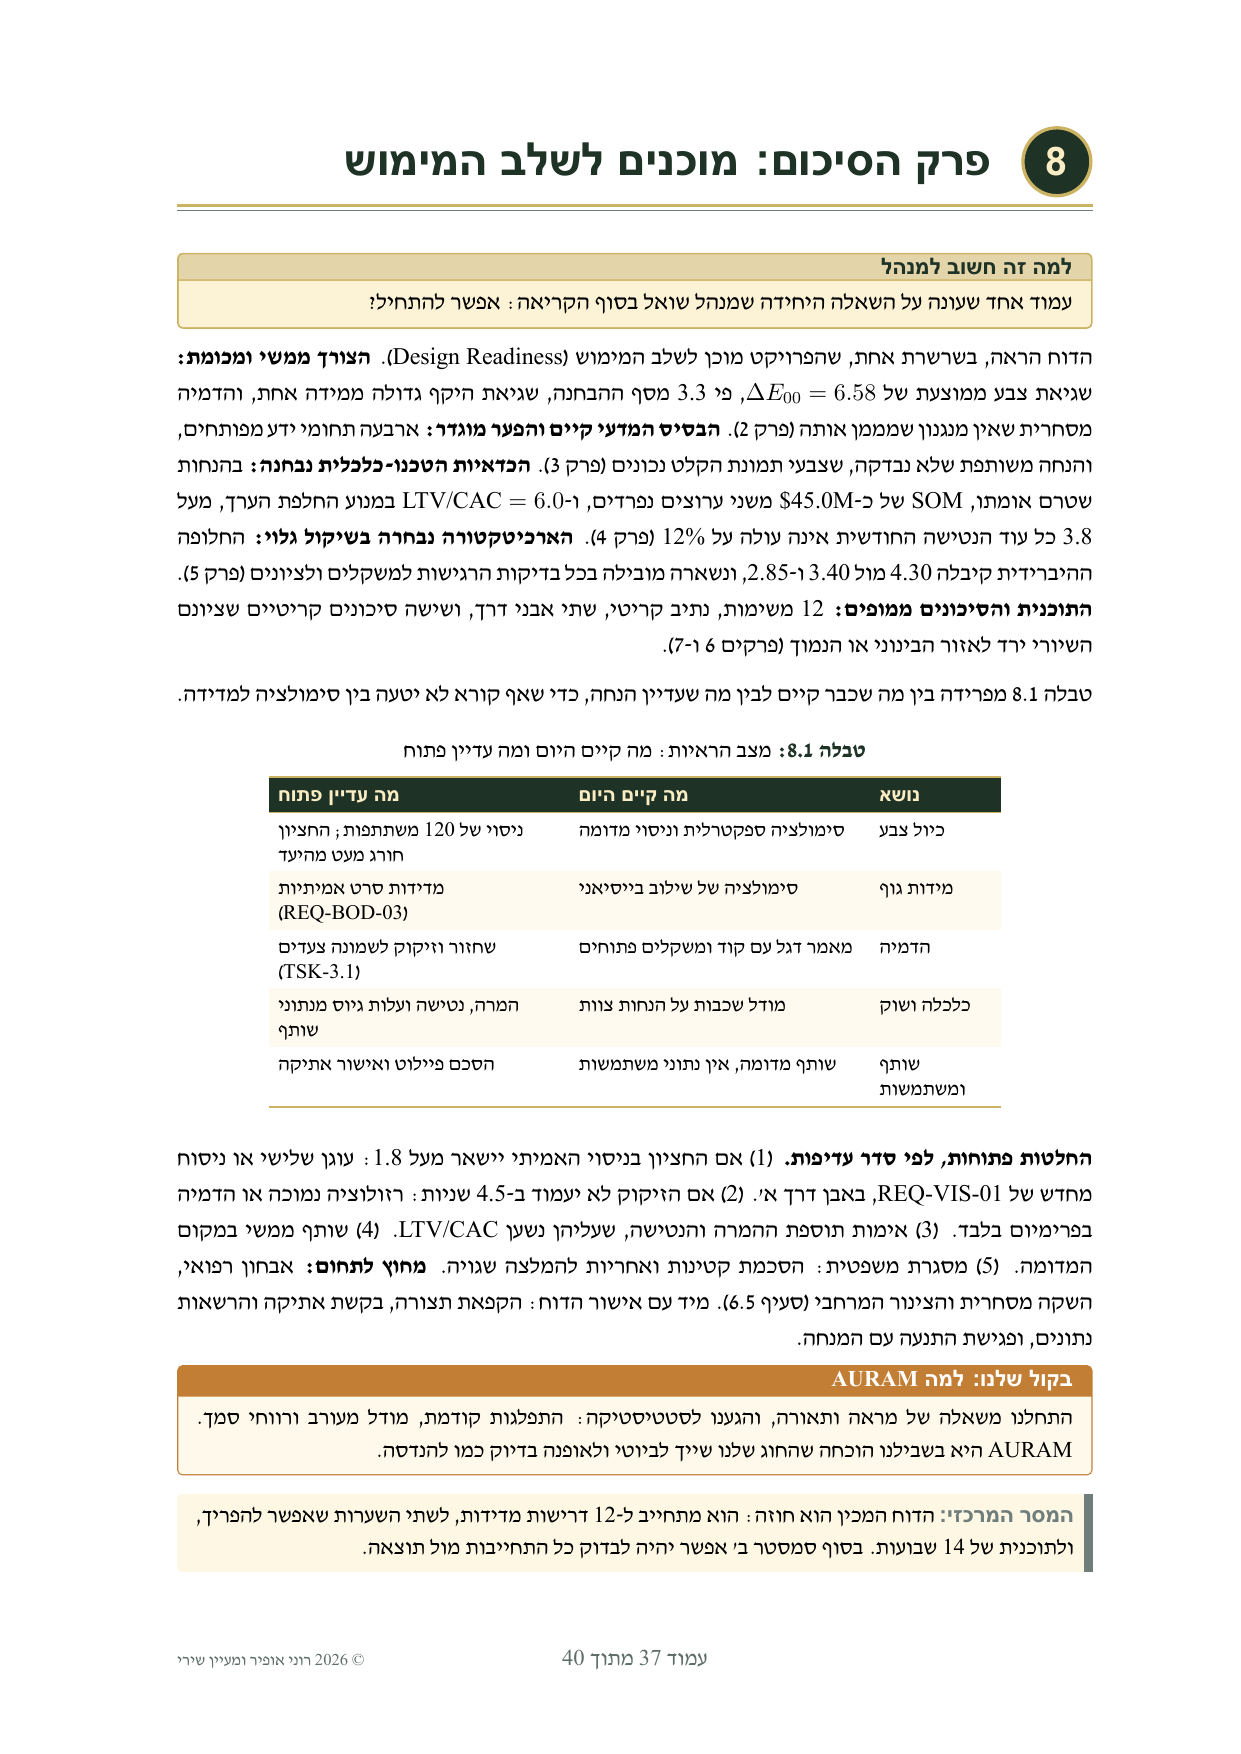 8
פרק הסיכום: מוכנים לשלב המימוש
למה זה חשוב למנהל
עמוד אחד שעונה על השאלה היחידה שמנהל שואל בסוף הקריאה: אפשר להתחיל?
הדוח הראה, בשרשרת אחת, שהפרויקט מוכן לשלב המימוש (Design Readiness). הצורך ממשי ומכומת:
שגיאת צבע ממוצעת של ΔE₀₀ = 6.58, פי 3.3 מסף ההבחנה, שגיאת היקף גדולה ממידה אחת, והדמיה
מסחרית שאין מנגנון שמממן אותה (פרק 2). הבסיס המדעי קיים והפער מוגדר: ארבעה תחומי ידע מפותחים,
והנחה משותפת שלא נבדקה, שצבעי תמונת הקלט נכונים (פרק 3). הכדאיות הטכנו-כלכלית נבחנה: בהנחות
שטרם אומתו, SOM של כ-$45.0M משני ערוצים נפרדים, ו-LTV/CAC = 6.0 במנוע החלפת הערך, מעל
3.8 כל עוד הנטישה החודשית אינה עולה על 12% (פרק 4). הארכיטקטורה נבחרה בשיקול גלוי: החלופה
ההיברידית קיבלה 4.30 מול 3.40 ו-2.85, ונשארה מובילה בכל בדיקות הרגישות למשקלים ולציונים (פרק 5).
התוכנית והסיכונים ממופים: 12 משימות, נתיב קריטי, שתי אבני דרך, ושישה סיכונים קריטיים שציונם
השיורי ירד לאזור הבינוני או הנמוך (פרקים 6 ו-7).
טבלה 8.1 מפרידה בין מה שכבר קיים לבין מה שעדיין הנחה, כדי שאף קורא לא יטעה בין סימולציה למדידה.
טבלה 8.1: מצב הראיות: מה קיים היום ומה עדיין פתוח
נושא מה קיים היום מה עדיין פתוח
כיול צבע סימולציה ספקטרלית וניסוי מדומה ניסוי של 120 משתתפות; החציון
חורג מעט מהיעד
מידות גוף סימולציה של שילוב בייסיאני מדידות סרט אמיתיות
(REQ-BOD-03)
הדמיה מאמר דגל עם קוד ומשקלים פתוחים שחזור וזיקוק לשמונה צעדים
(TSK-3.1)
כלכלה ושוק מודל שכבות על הנחות צוות המרה, נטישה ועלות גיוס מנתוני
שותף
שותף שותף מדומה, אין נתוני משתמשות הסכם פיילוט ואישור אתיקה
ומשתמשות
החלטות פתוחות, לפי סדר עדיפות. (1) אם החציון בניסוי האמיתי יישאר מעל 1.8: עוגן שלישי או ניסוח
מחדש של REQ-VIS-01, באבן דרך א׳. (2) אם הזיקוק לא יעמוד ב-4.5 שניות: רזולוציה נמוכה או הדמיה
בפרימיום בלבד. (3) אימות תוספת ההמרה והנטישה, שעליהן נשען LTV/CAC. (4) שותף ממשי במקום
המדומה. (5) מסגרת משפטית: הסכמת קטינות ואחריות להמלצה שגויה. מחוץ לתחום: אבחון רפואי,
השקה מסחרית והצינור המרחבי (סעיף 6.5). מיד עם אישור הדוח: הקפאת תצורה, בקשת אתיקה והרשאות
נתונים, ופגישת התנעה עם המנחה.
בקול שלנו: למה AURAM
התחלנו משאלה של מראה ותאורה, והגענו לסטטיסטיקה: התפלגות קודמת, מודל מעורב ורווחי סמך.
AURAM היא בשבילנו הוכחה שהחוג שלנו שייך לביוטי ולאופנה בדיוק כמו להנדסה.
המסר המרכזי: הדוח המכין הוא חוזה: הוא מתחייב ל-12 דרישות מדידות, לשתי השערות שאפשר להפריך,
ולתוכנית של 14 שבועות. בסוף סמסטר ב׳ אפשר יהיה לבדוק כל התחייבות מול תוצאה.
עמוד 37 מתוך 40
© 2026 רוני אופיר ומעיין שירי